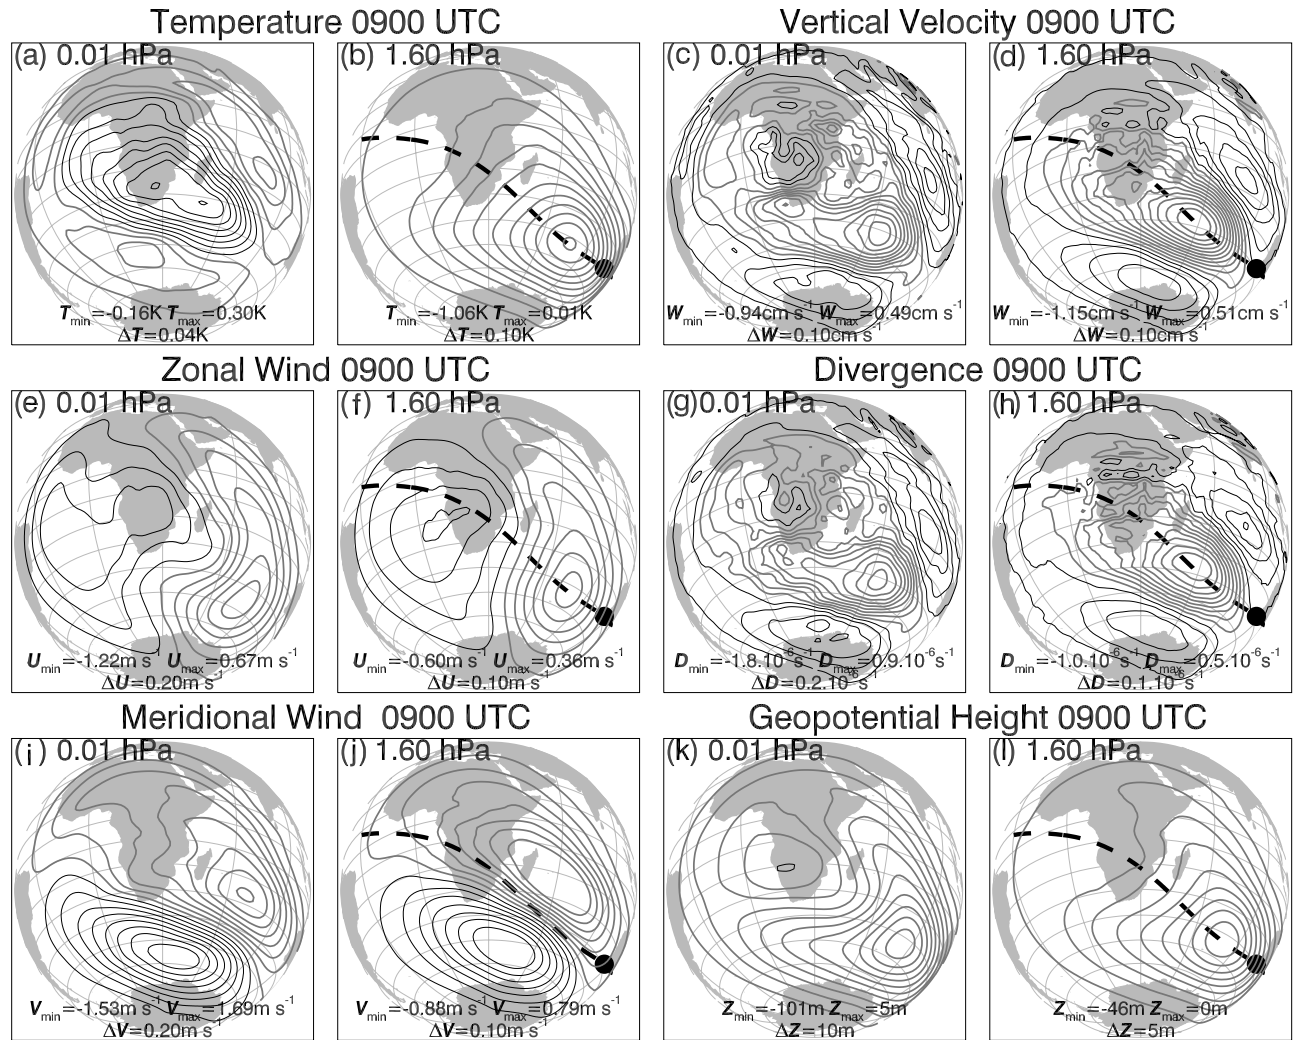 Temperature 0900 UTC
Vertical Velocity 0900 UTC
(a) 0.01 hPa
(b) 1.60 hPa
(c) 0.01 hPa
(d) 1.60 hPa
Tmin=-0.16K Tmax=0.30K
ΔT=0.04K
Tmin=-1.06K Tmax=0.01K
ΔT=0.10K
Wmin=-0.94cm s-1 Wmax=0.49cm s-1
ΔW=0.10cm s-1
Wmin=-1.15cm s-1 Wmax=0.51cm s-1
ΔW=0.10cm s-1
Zonal Wind 0900 UTC
Divergence 0900 UTC
(e) 0.01 hPa
(f) 1.60 hPa
(g)0.01 hPa
(h) 1.60 hPa
Umin=-1.22m s-1 Umax=0.67m s-1
ΔU=0.20m s-1
Umin=-0.60m s-1 Umax=0.36m s-1
ΔU=0.10m s-1
Dmin=-1.8.10-6s-1 Dmax=0.9.10-6s-1
ΔD=0.2.10-6s-1
Dmin=-1.0.10-6s-1 Dmax=0.5.10-6s-1
ΔD=0.1.10-6s-1
Meridional Wind 0900 UTC
Geopotential Height 0900 UTC
(i) 0.01 hPa
(j) 1.60 hPa
(k) 0.01 hPa
(l) 1.60 hPa
Vmin=-1.53m s-1 Vmax=1.69m s-1
ΔV=0.20m s-1
Vmin=-0.88m s-1 Vmax=0.79m s-1
ΔV=0.10m s-1
Zmin=-101m Zmax=5m
ΔZ=10m
Zmin=-46m Zmax=0m
ΔZ=5m